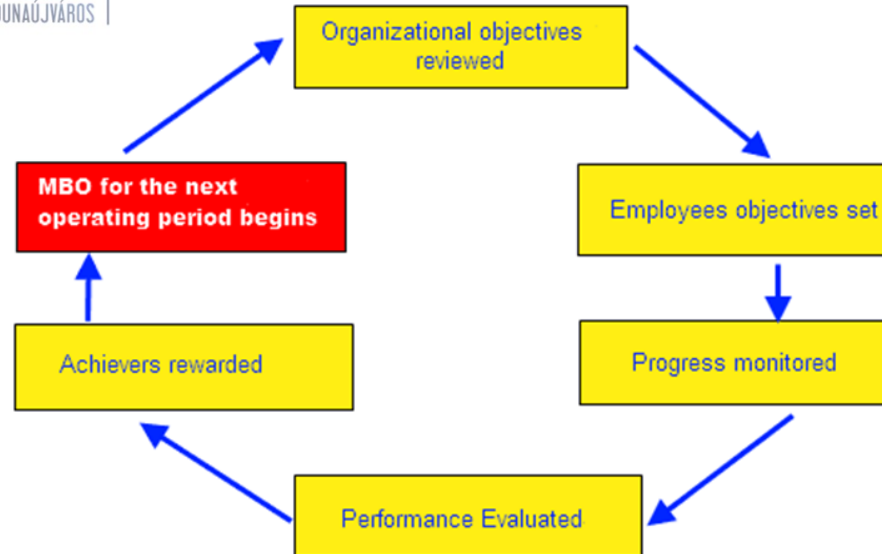 DUNAÚJVÁROS
Organizational objectives
reviewed
MBO for the next
operating period begins
Employees objectives set
Achievers rewarded
Progress monitored
Performance Evaluated